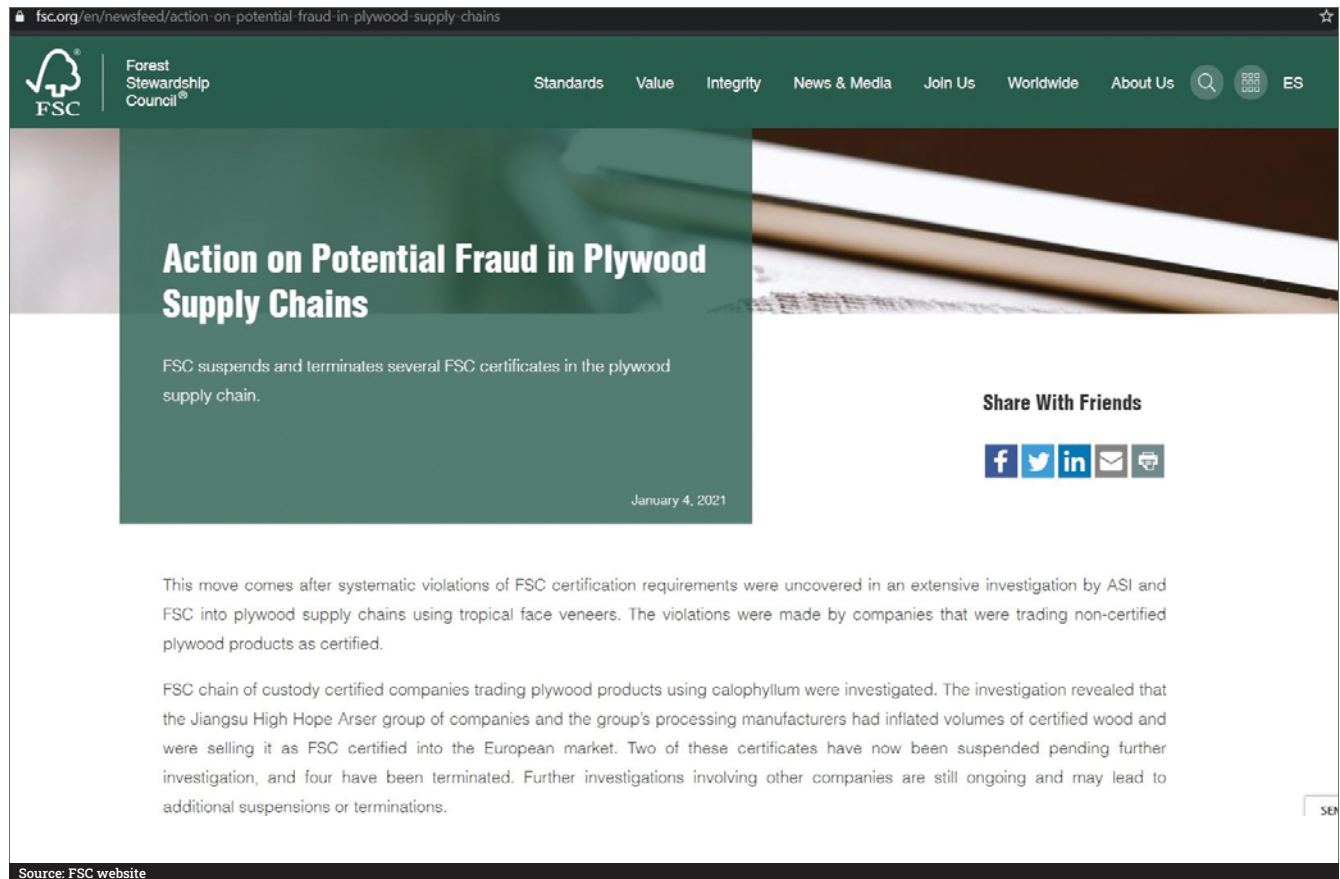 fsc.org/en/newsfeed/action-on-potential-fraud-in-plywood-supply-chains
FSC
®
Forest
Stewardship
Council®
Standards Value Integrity News & Media Join Us Worldwide About Us ES
Action on Potential Fraud in Plywood
Supply Chains
FSC suspends and terminates several FSC certificates in the plywood
supply chain.
January 4, 2021
Share With Friends
This move comes after systematic violations of FSC certification requirements were uncovered in an extensive investigation by ASI and
FSC into plywood supply chains using tropical face veneers. The violations were made by companies that were trading non-certified
plywood products as certified.
FSC chain of custody certified companies trading plywood products using calophyllum were investigated. The investigation revealed that
the Jiangsu High Hope Arser group of companies and the group's processing manufacturers had inflated volumes of certified wood and
were selling it as FSC certified into the European market. Two of these certificates have now been suspended pending further
investigation, and four have been terminated. Further investigations involving other companies are still ongoing and may lead to
additional suspensions or terminations.
Source: FSC website